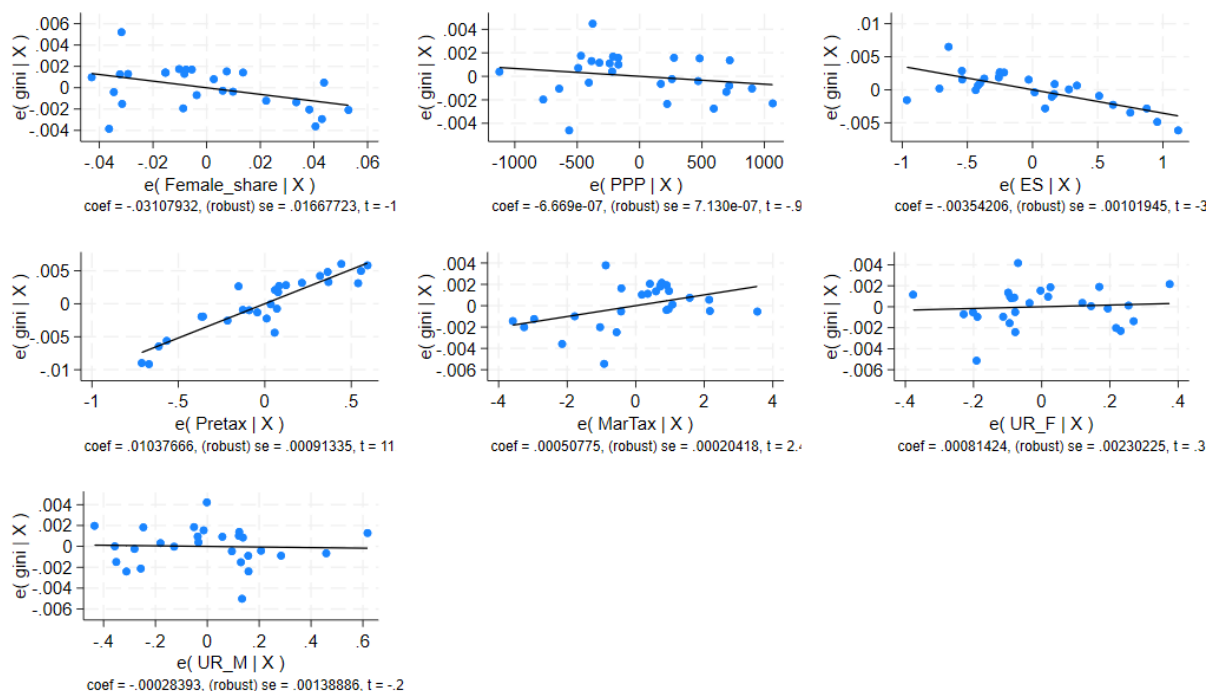 e( gini | X )
.006
.004
.002
0
-.002
-.004
-.04 -.02 0 .02 .04 .06
e( Female_share | X )
coef = -.03107932, (robust) se = .01667723, t = -1
e( gini | X )
.004
.002
0
-.002
-.004
-1000 -500 0 500 1000
e( PPP | X )
coef = -6.669e-07, (robust) se = 7.130e-07, t = -.9
e( gini | X )
.01
.005
0
-.005
-1 -.5 0 .5 1
e( ES | X )
coef = -.00354206, (robust) se = .00101945, t = -3
e( gini | X )
.005
0
-.005
-.01
-1 -.5 0 .5
e( Pretax | X )
coef = .01037666, (robust) se = .00091335, t = 11
e( gini | X )
.004
.002
0
-.002
-.004
-.006
-4 -2 0 2 4
e( MarTax | X )
coef = .00050775, (robust) se = .00020418, t = 2.4
e( gini | X )
.004
.002
0
-.002
-.004
-.006
-.4 -.2 0 .2 .4
e( UR_F | X )
coef = .00081424, (robust) se = .00230225, t = .3
e( gini | X )
.004
.002
0
-.002
-.004
-.006
-.4 -.2 0 .2 .4 .6
e( UR_M | X )
coef = -.00028393, (robust) se = .00138886, t = -.2